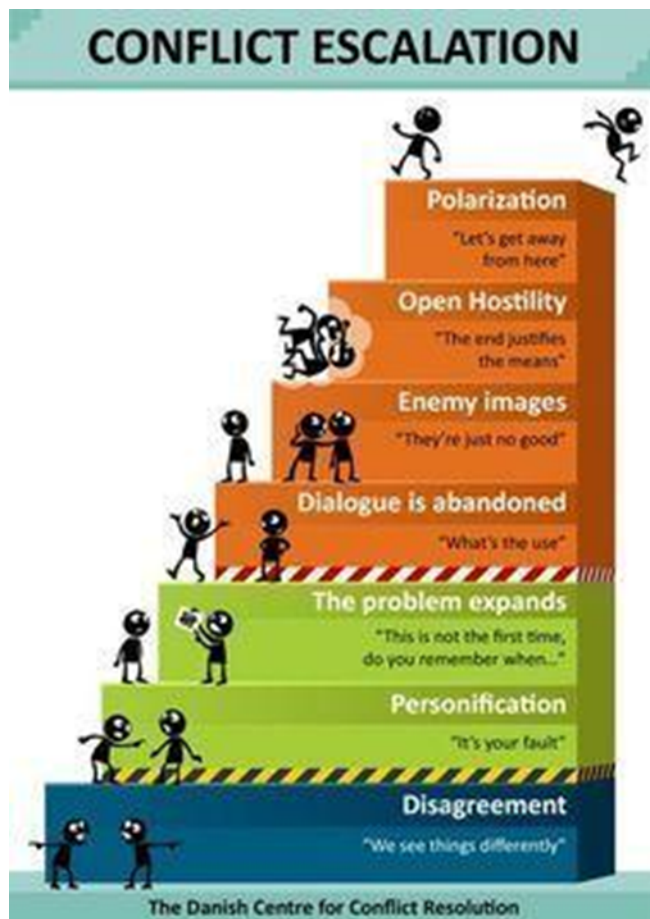 CONFLICT ESCALATION
Polarization
"Let's get away
from here"
Open Hostility
"The end justifies
the means"
Enemy images
"They're just no good"
Dialogue is abandoned
"What's the use"
The problem expands
"This is not the first time,
do you remember when..."
Personification
"It's your fault"
Disagreement
"We see things differently"
The Danish Centre for Conflict Resolution